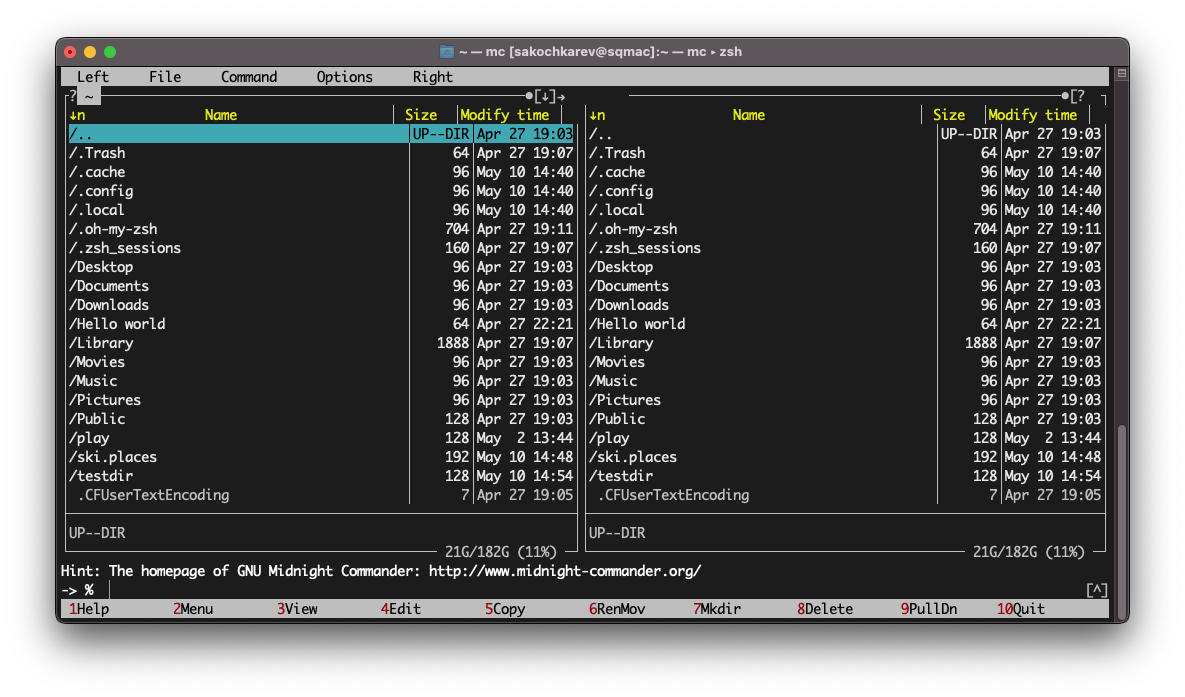 ~ — mc [sakochkarev@sqmac]:~ — mc ▸ zsh
Left File Command Options Right
? ~ [↓]→ [?
↓n Name Size Modify time ↓n Name Size Modify time
/.. UP--DIR Apr 27 19:03 /.. UP--DIR Apr 27 19:03
/.Trash 64 Apr 27 19:07 /.Trash 64 Apr 27 19:07
/.cache 96 May 10 14:40 /.cache 96 May 10 14:40
/.config 96 May 10 14:40 /.config 96 May 10 14:40
/.local 96 May 10 14:40 /.local 96 May 10 14:40
/.oh-my-zsh 704 Apr 27 19:11 /.oh-my-zsh 704 Apr 27 19:11
/.zsh_sessions 160 Apr 27 19:07 /.zsh_sessions 160 Apr 27 19:07
/Desktop 96 Apr 27 19:03 /Desktop 96 Apr 27 19:03
/Documents 96 Apr 27 19:03 /Documents 96 Apr 27 19:03
/Downloads 96 Apr 27 19:03 /Downloads 96 Apr 27 19:03
/Hello world 64 Apr 27 22:21 /Hello world 64 Apr 27 22:21
/Library 1888 Apr 27 19:07 /Library 1888 Apr 27 19:07
/Movies 96 Apr 27 19:03 /Movies 96 Apr 27 19:03
/Music 96 Apr 27 19:03 /Music 96 Apr 27 19:03
/Pictures 96 Apr 27 19:03 /Pictures 96 Apr 27 19:03
/Public 128 Apr 27 19:03 /Public 128 Apr 27 19:03
/play 128 May 2 13:44 /play 128 May 2 13:44
/ski.places 192 May 10 14:48 /ski.places 192 May 10 14:48
/testdir 128 May 10 14:54 /testdir 128 May 10 14:54
.CFUserTextEncoding 7 Apr 27 19:05 .CFUserTextEncoding 7 Apr 27 19:05
UP--DIR UP--DIR
21G/182G (11%) 21G/182G (11%)
Hint: The homepage of GNU Midnight Commander: http://www.midnight-commander.org/
-> % [^]
1Help 2Menu 3View 4Edit 5Copy 6RenMov 7Mkdir 8Delete 9PullDn 10Quit